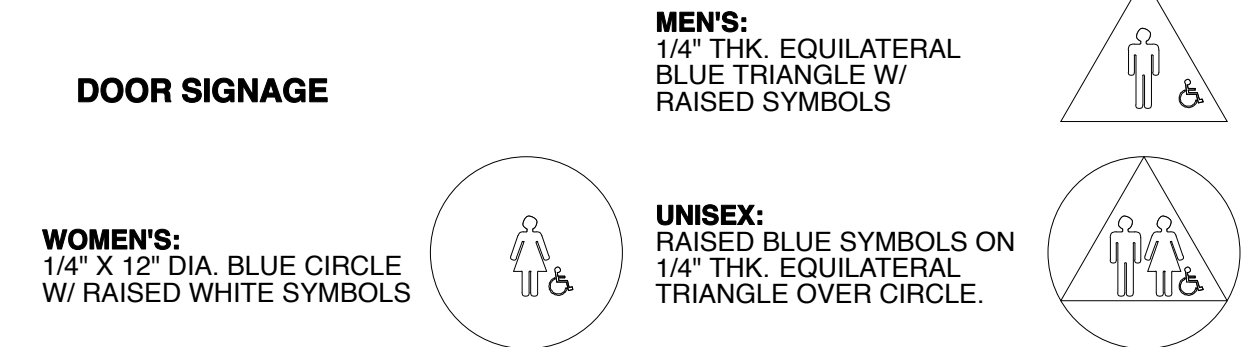 DOOR SIGNAGE
MEN'S:
1/4" THK. EQUILATERAL
BLUE TRIANGLE W/
RAISED SYMBOLS
WOMEN'S:
1/4" X 12" DIA. BLUE CIRCLE
W/ RAISED WHITE SYMBOLS
UNISEX:
RAISED BLUE SYMBOLS ON
1/4" THK. EQUILATERAL
TRIANGLE OVER CIRCLE.